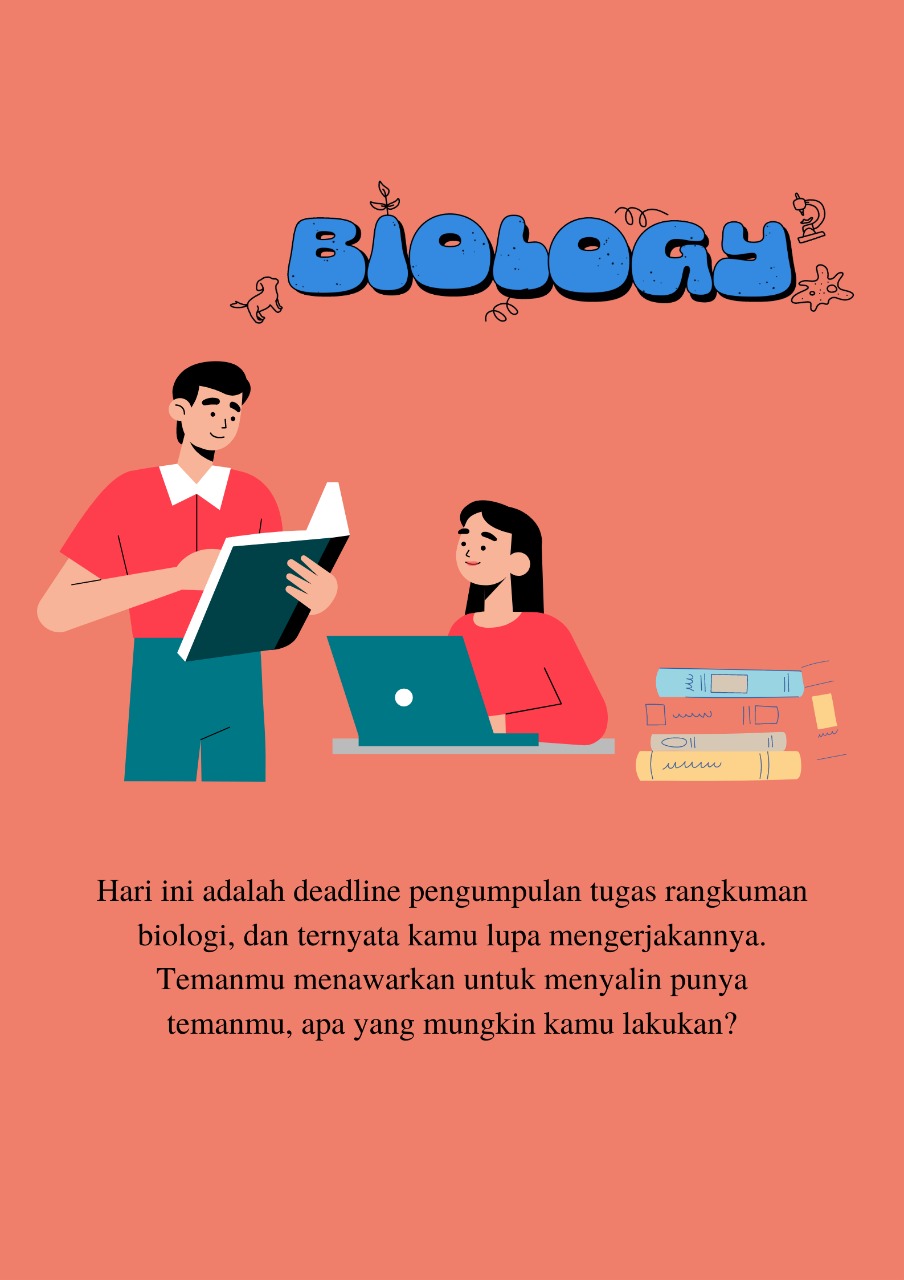 BIOLOGY
Hari ini adalah deadline pengumpulan tugas rangkuman
biologi, dan ternyata kamu lupa mengerjakannya.
Temanmu menawarkan untuk menyalin punya
temanmu, apa yang mungkin kamu lakukan?